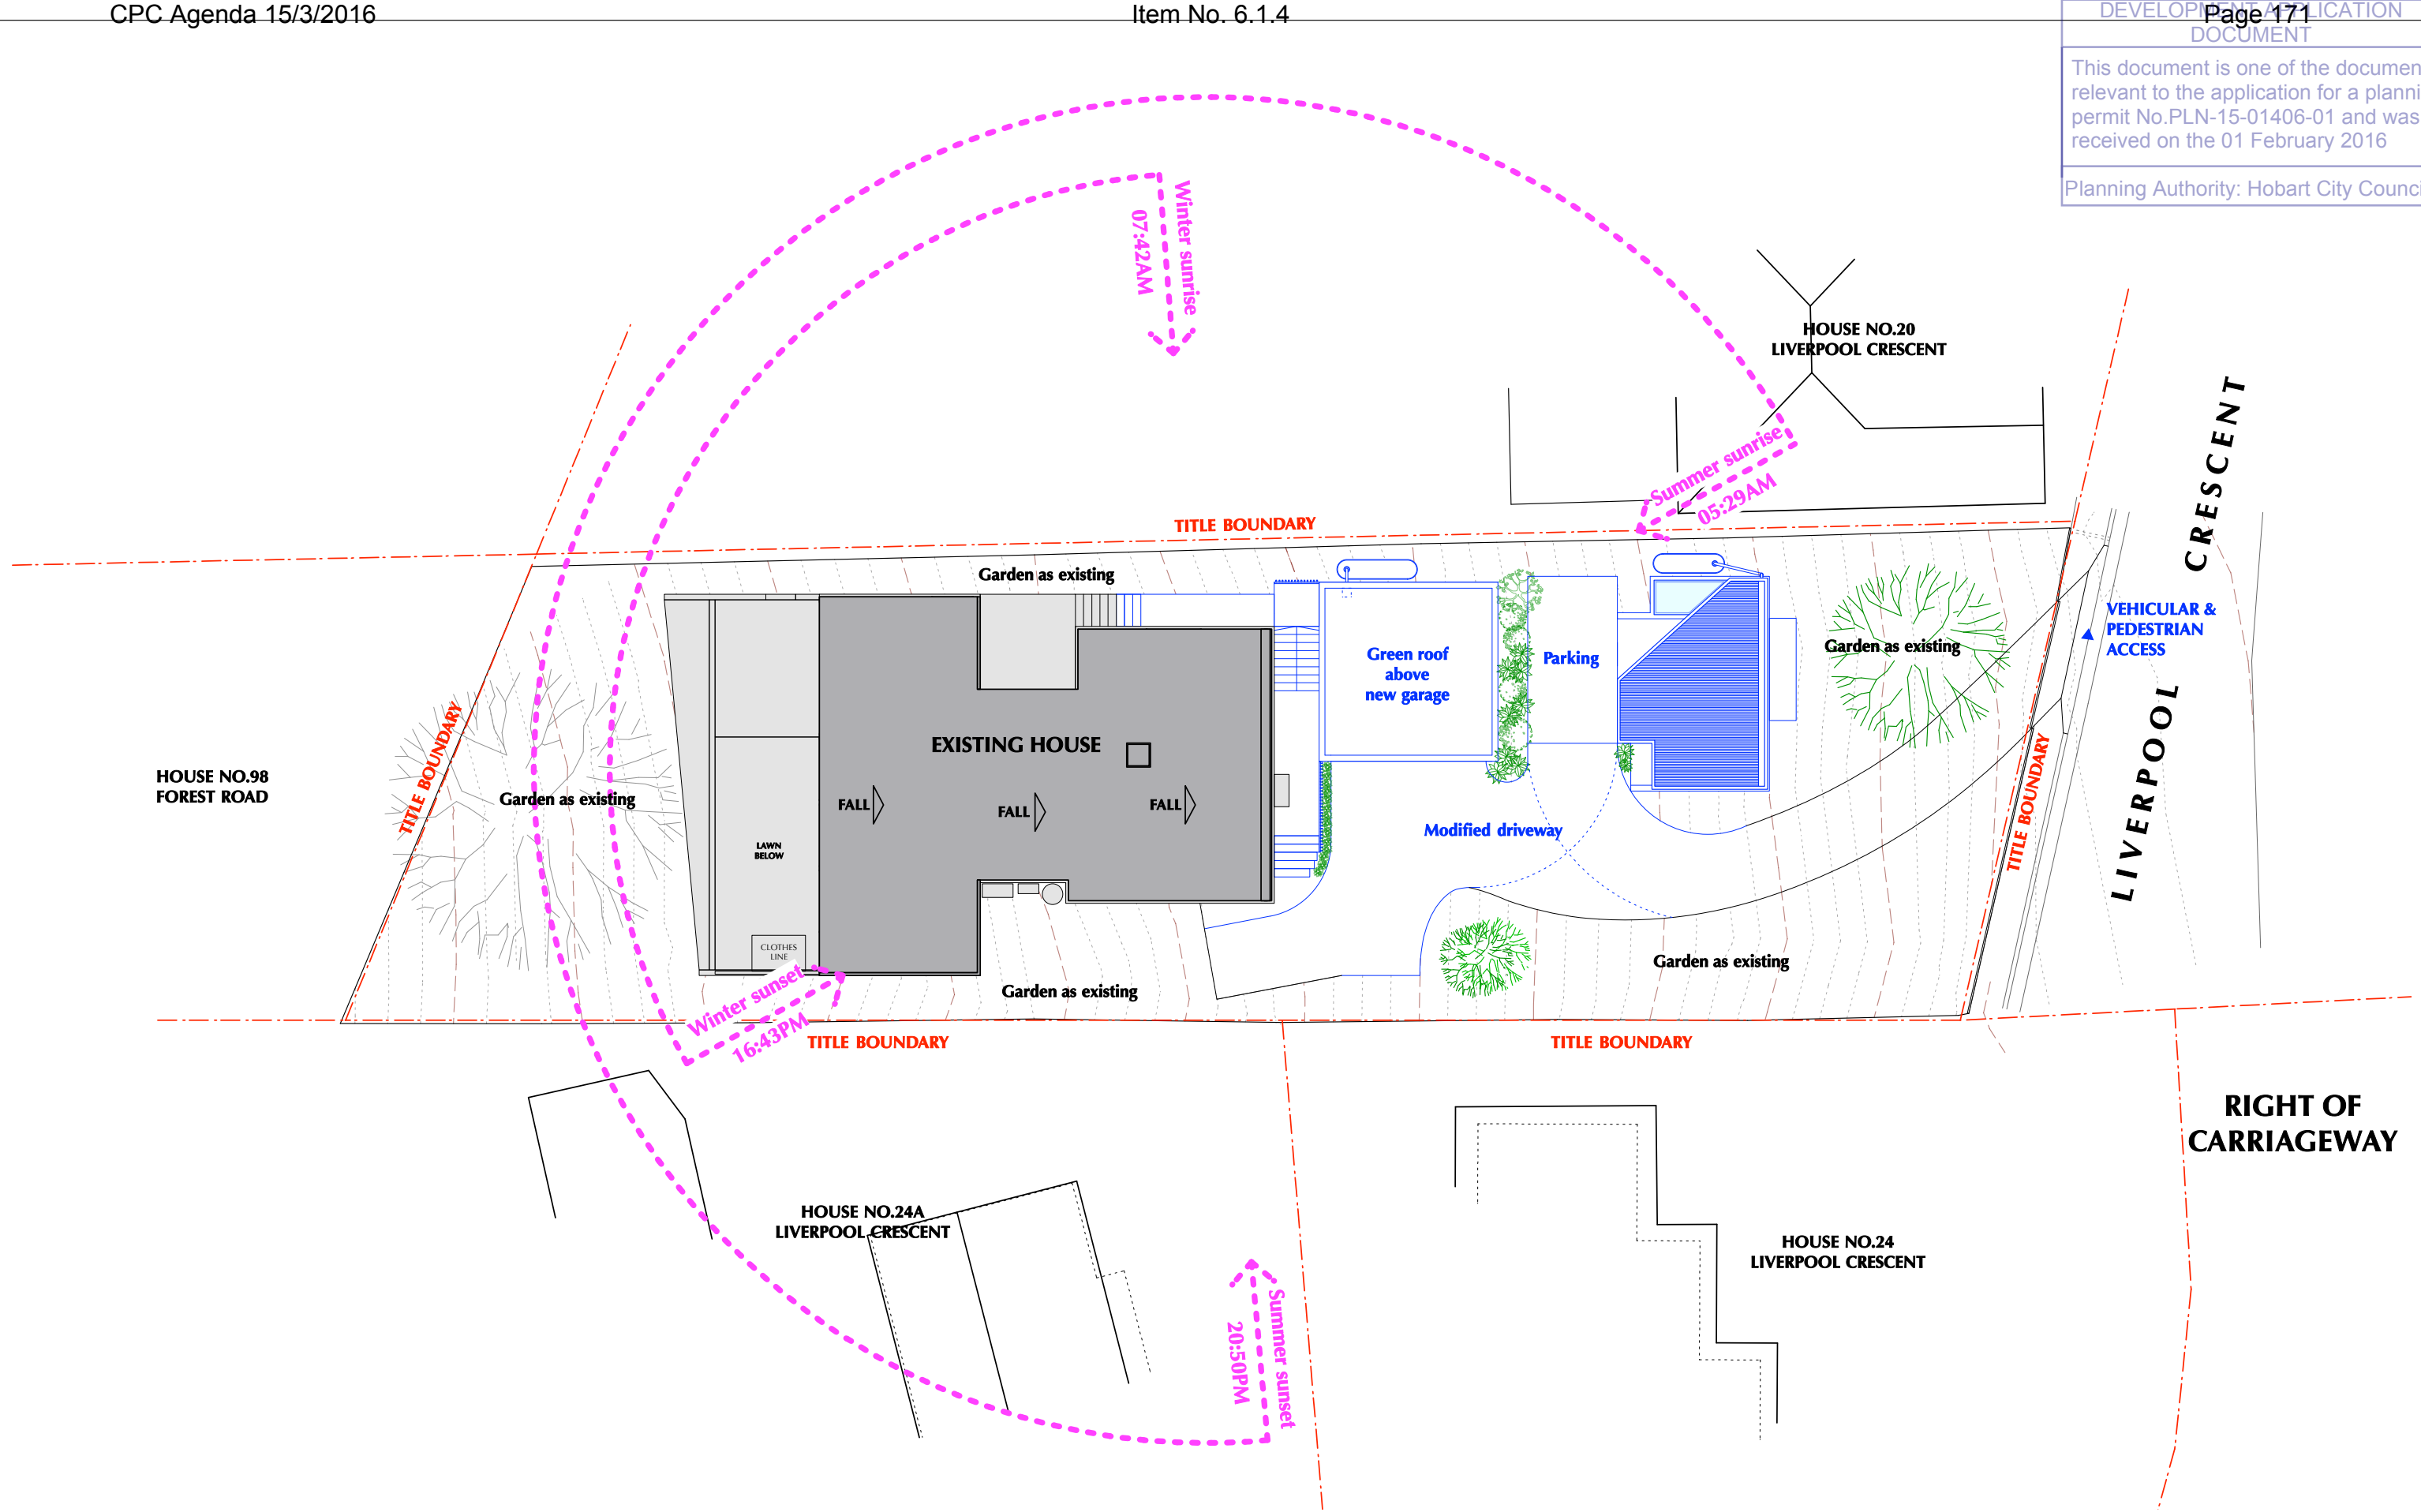 CPC Agenda 15/3/2016
Item No. 6.1.4
Page 171
DEVELOPMENT APPLICATION
DOCUMENT
This document is one of the documen
relevant to the application for a planni
permit No.PLN-15-01406-01 and was
received on the 01 February 2016
Planning Authority: Hobart City Counci
Winter sunrise
07:42AM
HOUSE NO.20
LIVERPOOL CRESCENT
Summer sunrise
05:29AM
TITLE BOUNDARY
LIVERPOOL CRESCENT
Garden as existing
VEHICULAR &
PEDESTRIAN
ACCESS
Green roof
above
new garage
Parking
Garden as existing
TITLE BOUNDARY
EXISTING HOUSE
HOUSE NO.98
FOREST ROAD
Garden as existing
FALL
FALL
FALL
TITLE BOUNDARY
Modified driveway
LAWN
BELOW
CLOTHES
LINE
Garden as existing
Garden as existing
Winter sunset
16:43PM
TITLE BOUNDARY
TITLE BOUNDARY
RIGHT OF
CARRIAGEWAY
HOUSE NO.24A
LIVERPOOL CRESCENT
HOUSE NO.24
LIVERPOOL CRESCENT
Summer sunset
20:50PM